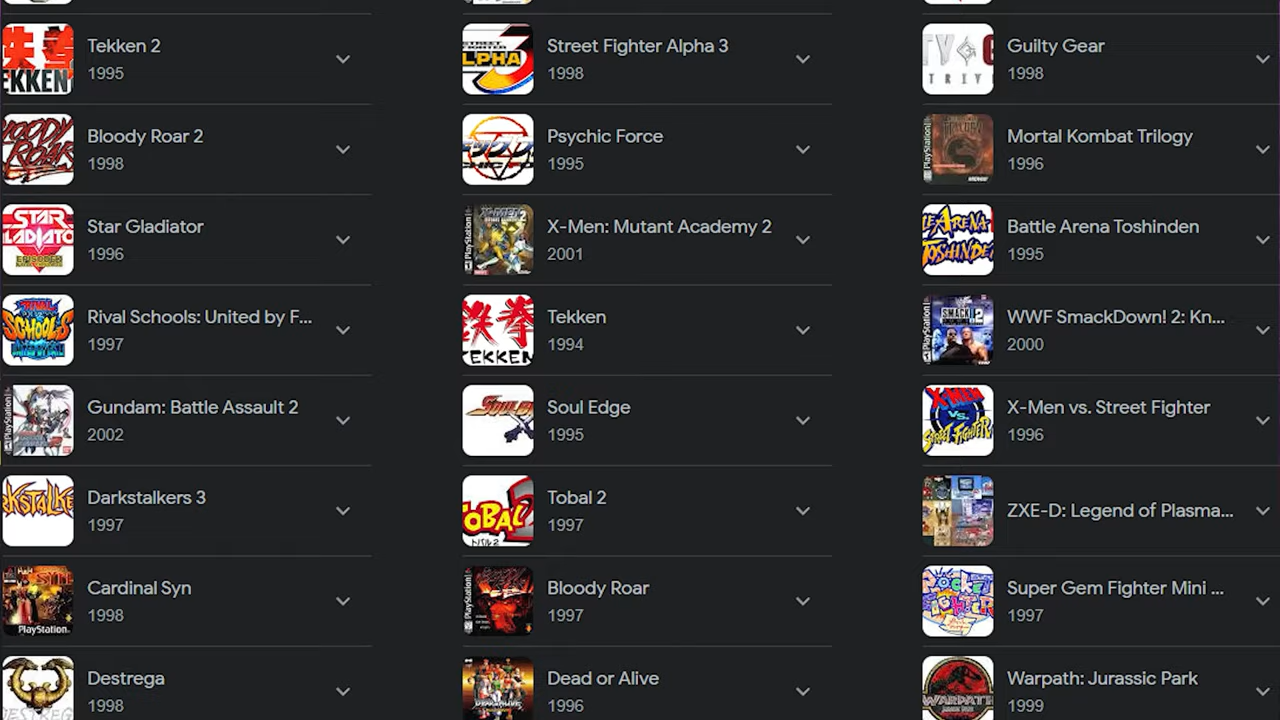 Tekken 2
1995
Street Fighter Alpha 3
1998
Guilty Gear
1998
Bloody Roar 2
1998
Psychic Force
1995
Mortal Kombat Trilogy
1996
Star Gladiator
1996
X-Men: Mutant Academy 2
2001
Battle Arena Toshinden
1995
Rival Schools: United by F...
1997
Tekken
1994
WWF SmackDown! 2: Kn...
2000
Gundam: Battle Assault 2
2002
Soul Edge
1995
X-Men vs. Street Fighter
1996
Darkstalkers 3
1997
Tobal 2
1997
ZXE-D: Legend of Plasma...
Cardinal Syn
1998
Bloody Roar
1997
Super Gem Fighter Mini ...
1997
Destrega
1998
Dead or Alive
1996
Warpath: Jurassic Park
1999